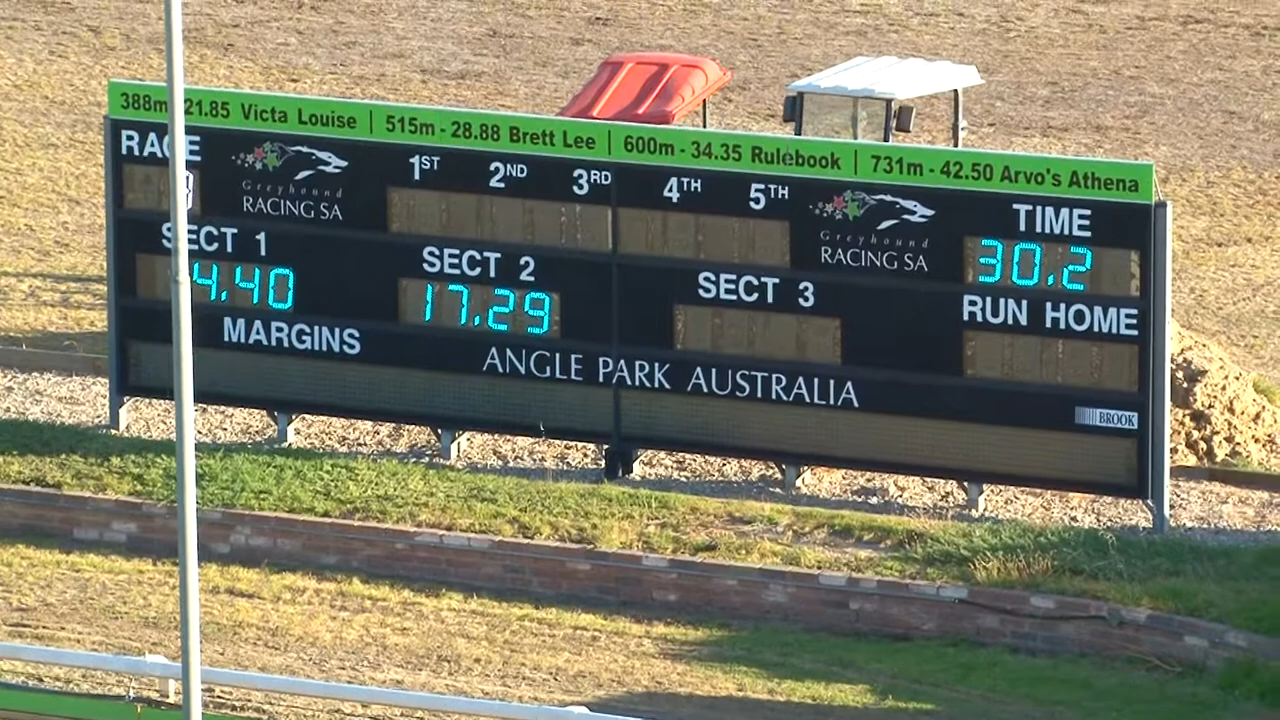 388m 21.85 Victa Louise | 515m - 28.88 Brett Lee | 600m - 34.35 Rulebook | 731m - 42.50 Arvo's Athena
RACE 1ST 2ND 3RD 4TH 5TH TIME
Greyhound
RACING SA
Greyhound
RACING SA
30.2
SECT 1 SECT 2 SECT 3 RUN HOME
4.40 17.29
MARGINS ANGLE PARK AUSTRALIA
BROOK